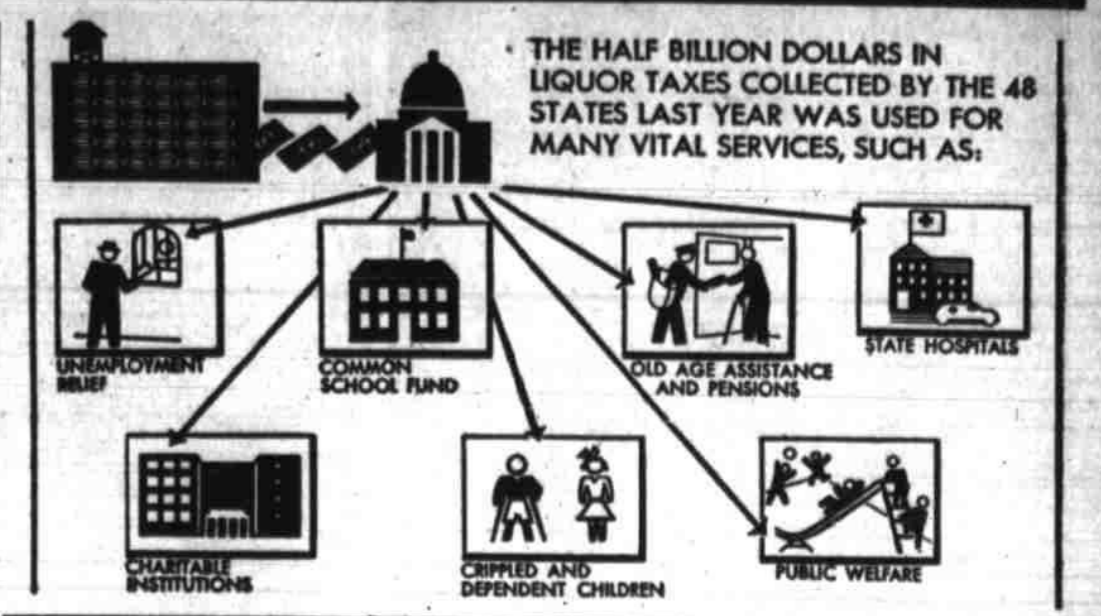 THE HALF BILLION DOLLARS IN
LIQUOR TAXES COLLECTED BY THE 48
STATES LAST YEAR WAS USED FOR
MANY VITAL SERVICES, SUCH AS:
UNEMPLOYMENT
RELIEF
COMMON
SCHOOL FUND
OLD AGE ASSISTANCE
AND PENSIONS
STATE HOSPITALS
CHARITABLE
INSTITUTIONS
CRIPPLED AND
DEPENDENT CHILDREN
PUBLIC WELFARE